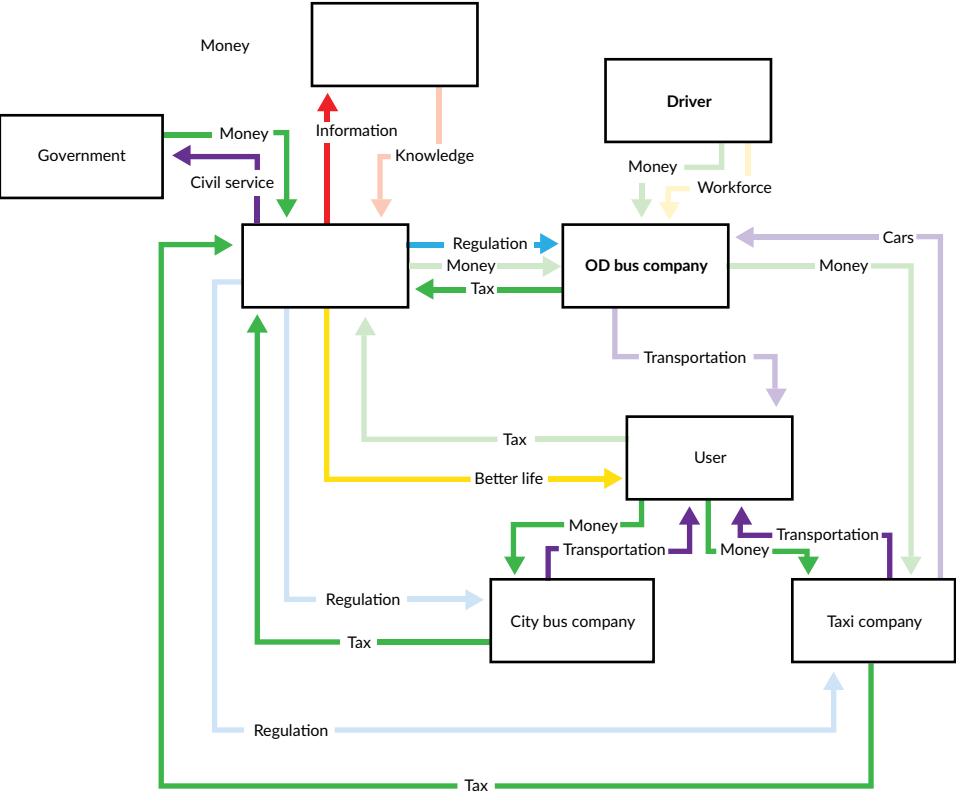 Money
Driver
Information
Money
Government
Knowledge
Money
Civil service
Workforce
Cars
Regulation
Money
OD bus company
Money
Tax
Transportation
Tax
User
Better life
Money
Transportation
Transportation
Money
Regulation
City bus company
Taxi company
Tax
Regulation
Tax